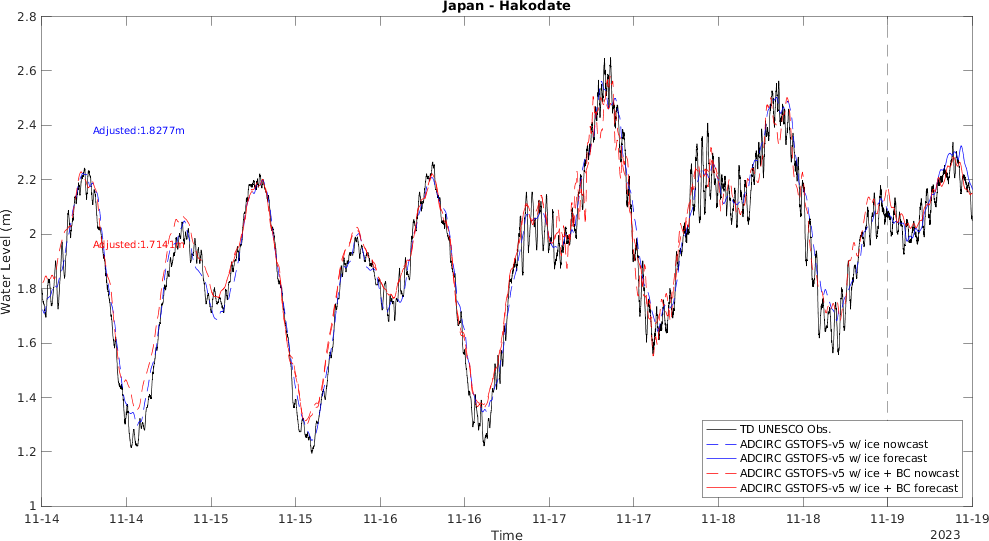 Japan - Hakodate
2.8
2.6
2.4
2.2
2
1.8
1.6
1.4
1.2
1
Water Level (m)
Adjusted:1.8277m
Adjusted:1.7141m
TD UNESCO Obs.
ADCIRC GSTOFS-v5 w/ ice nowcast
ADCIRC GSTOFS-v5 w/ ice forecast
ADCIRC GSTOFS-v5 w/ ice + BC nowcast
ADCIRC GSTOFS-v5 w/ ice + BC forecast
11-14 11-14 11-15 11-15 11-16 11-16 11-17 11-17 11-18 11-18 11-19 11-19
Time
2023